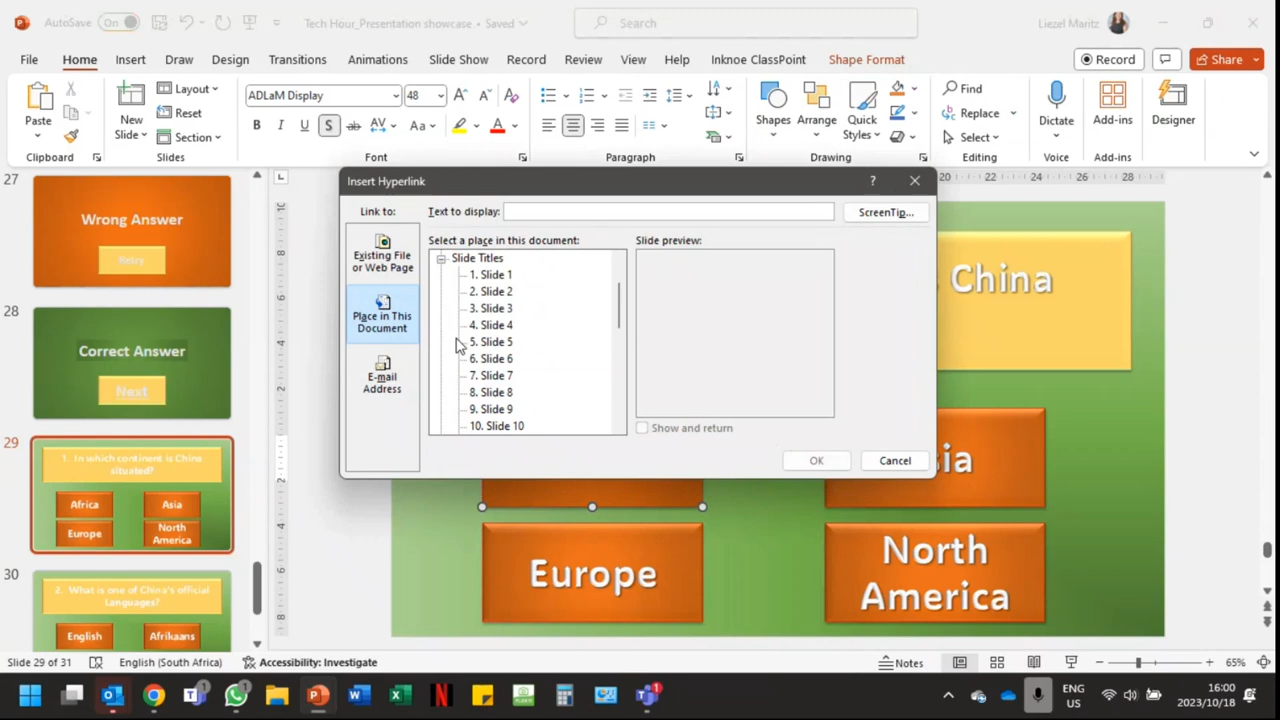 AutoSave On Tech Hour_Presentation showcase • Saved Search Liezel Maritz
File Home Insert Draw Design Transitions Animations Slide Show Record Review View Help Inknoe ClassPoint Shape Format Record Share
Paste New Slide Layout Reset Section ADLaM Display 48 Shapes Arrange Quick Styles Find Replace Select Dictate Add-ins Designer
Clipboard Slides Font Paragraph Drawing Editing Voice Add-ins
27
Wrong Answer
Retry
28
Correct Answer
Next
29
1. In which continent is China situated?
Africa Asia
Europe North America
30
2. What is one of China's official Languages?
English Afrikaans
Insert Hyperlink
Link to: Text to display: ScreenTip...
Existing File or Web Page
Place in This Document
E-mail Address
Select a place in this document: Slide preview:
Slide Titles
1. Slide 1
2. Slide 2
3. Slide 3
4. Slide 4
5. Slide 5
6. Slide 6
7. Slide 7
8. Slide 8
9. Slide 9
10. Slide 10
Show and return
OK Cancel
20 22 24 26 28
China
Europe
North
America
Slide 29 of 31 English (South Africa) Accessibility: Investigate Notes 65%
ENG
US
16:00
2023/10/18